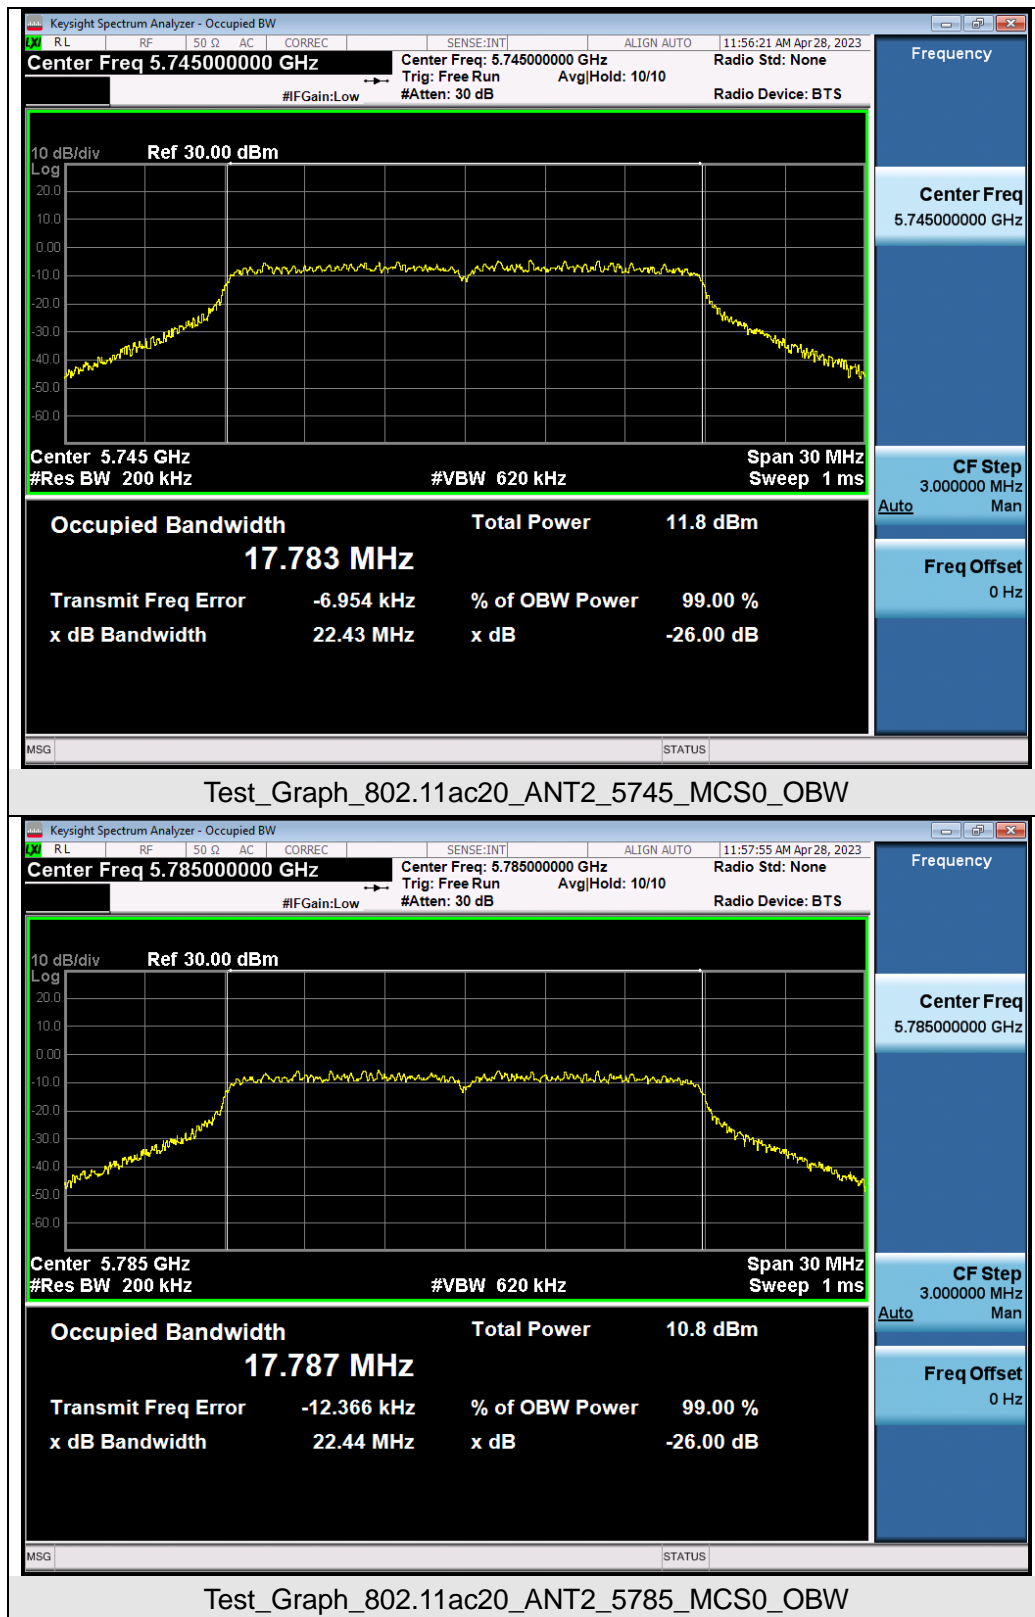 Keysight Spectrum Analyzer - Occupied BW
LXI RL RF 50 Ω AC CORREC SENSE:INT ALIGN AUTO 11:56:21 AM Apr 28, 2023
Center Freq 5.745000000 GHz Center Freq: 5.745000000 GHz Radio Std: None
Trig: Free Run Avg|Hold: 10/10
#IFGain:Low #Atten: 30 dB Radio Device: BTS
10 dB/div Ref 30.00 dBm
Log
20.0
10.0
0.00
-10.0
-20.0
-30.0
-40.0
-50.0
-60.0
Center 5.745 GHz Span 30 MHz
#Res BW 200 kHz #VBW 620 kHz Sweep 1 ms
Occupied Bandwidth Total Power 11.8 dBm
17.783 MHz
Transmit Freq Error -6.954 kHz % of OBW Power 99.00 %
x dB Bandwidth 22.43 MHz x dB -26.00 dB
MSG STATUS
Frequency
Center Freq
5.745000000 GHz
CF Step
3.000000 MHz
Auto Man
Freq Offset
0 Hz
Test_Graph_802.11ac20_ANT2_5745_MCS0_OBW
Keysight Spectrum Analyzer - Occupied BW
LXI RL RF 50 Ω AC CORREC SENSE:INT ALIGN AUTO 11:57:55 AM Apr 28, 2023
Center Freq 5.785000000 GHz Center Freq: 5.785000000 GHz Radio Std: None
Trig: Free Run Avg|Hold: 10/10
#IFGain:Low #Atten: 30 dB Radio Device: BTS
10 dB/div Ref 30.00 dBm
Log
20.0
10.0
0.00
-10.0
-20.0
-30.0
-40.0
-50.0
-60.0
Center 5.785 GHz Span 30 MHz
#Res BW 200 kHz #VBW 620 kHz Sweep 1 ms
Occupied Bandwidth Total Power 10.8 dBm
17.787 MHz
Transmit Freq Error -12.366 kHz % of OBW Power 99.00 %
x dB Bandwidth 22.44 MHz x dB -26.00 dB
MSG STATUS
Frequency
Center Freq
5.785000000 GHz
CF Step
3.000000 MHz
Auto Man
Freq Offset
0 Hz
Test_Graph_802.11ac20_ANT2_5785_MCS0_OBW